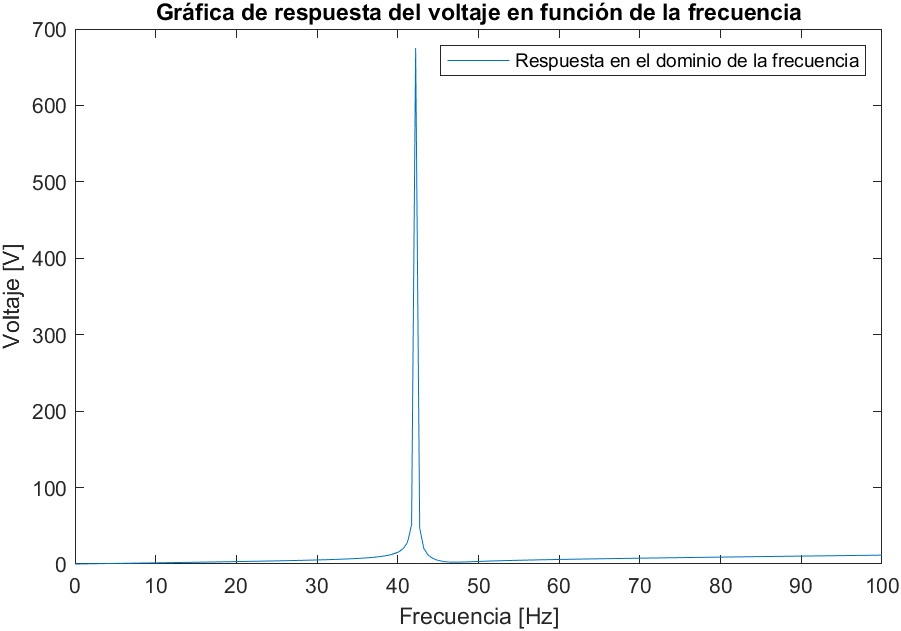 Gráfica de respuesta del voltaje en función de la frecuencia
Respuesta en el dominio de la frecuencia
700
600
500
400
300
200
100
0
Voltaje [V]
0 10 20 30 40 50 60 70 80 90 100
Frecuencia [Hz]